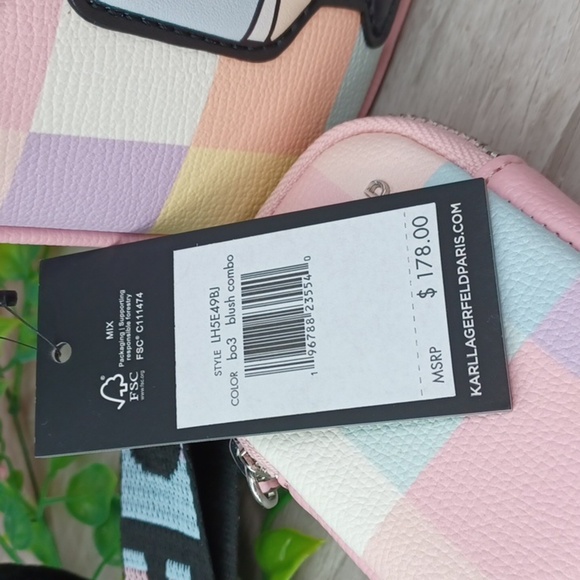 MIX
Packaging | Supporting
responsible forestry
FSC® C111474
FSC
www.fsc.org
STYLE LH5E49BJ
COLOR bo3 blush combo
1 96788 23554 0
MSRP $ 178.00
KARLLAGERFELDPARIS.COM